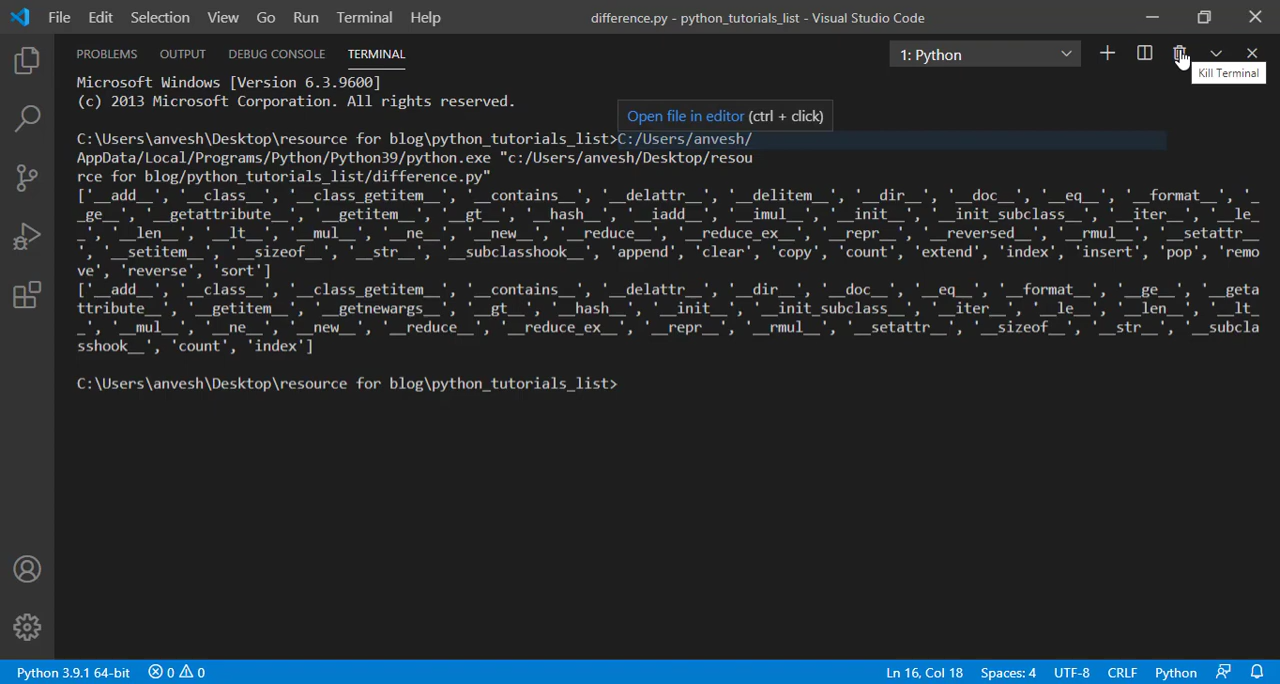 File Edit Selection View Go Run Terminal Help difference.py - python_tutorials_list - Visual Studio Code
PROBLEMS OUTPUT DEBUG CONSOLE TERMINAL 1: Python
Kill Terminal
Microsoft Windows [Version 6.3.9600]
(c) 2013 Microsoft Corporation. All rights reserved.
Open file in editor (ctrl + click)
C:\Users\anvesh\Desktop\resource for blog\python_tutorials_list>C:/Users/anvesh/
AppData/Local/Programs/Python/Python39/python.exe "c:/Users/anvesh/Desktop/resou
rce for blog/python_tutorials_list/difference.py"
['__add__', '__class__', '__class_getitem__', '__contains__', '__delattr__', '__delitem__', '__dir__', '__doc__', '__eq__', '__format__', '_
_ge__', '__getattribute__', '__getitem__', '__gt__', '__hash__', '__iadd__', '__imul__', '__init__', '__init_subclass__', '__iter__', '__le_
_', '__len__', '__lt__', '__mul__', '__ne__', '__new__', '__reduce__', '__reduce_ex__', '__repr__', '__reversed__', '__rmul__', '__setattr__
', '__setitem__', '__sizeof__', '__str__', '__subclasshook__', 'append', 'clear', 'copy', 'count', 'extend', 'index', 'insert', 'pop', 'remo
ve', 'reverse', 'sort']
['__add__', '__class__', '__class_getitem__', '__contains__', '__delattr__', '__dir__', '__doc__', '__eq__', '__format__', '__ge__', '__geta
ttribute__', '__getitem__', '__getnewargs__', '__gt__', '__hash__', '__init__', '__init_subclass__', '__iter__', '__le__', '__len__', '__lt_
_', '__mul__', '__ne__', '__new__', '__reduce__', '__reduce_ex__', '__repr__', '__rmul__', '__setattr__', '__sizeof__', '__str__', '__subcla
sshook__', 'count', 'index']
C:\Users\anvesh\Desktop\resource for blog\python_tutorials_list>
Python 3.9.1 64-bit 0 0 Ln 16, Col 18 Spaces: 4 UTF-8 CRLF Python